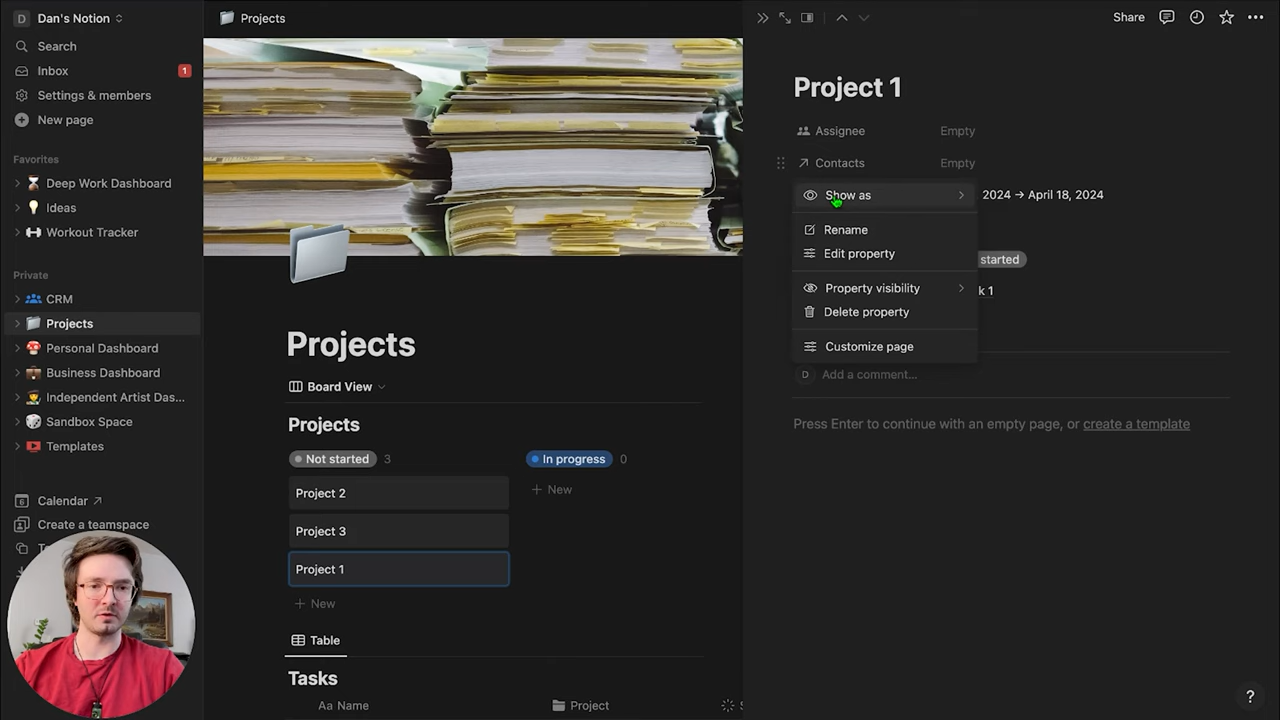 D Dan's Notion
Search
Inbox 1
Settings & members
New page
Favorites
Deep Work Dashboard
Ideas
Workout Tracker
Private
CRM
Projects
Personal Dashboard
Business Dashboard
Independent Artist Das...
Sandbox Space
Templates
Calendar ↗
Create a teamspace
Projects
Projects
Board View
Projects
Not started 3
In progress 0
Project 2
+ New
Project 3
Project 1
+ New
Table
Tasks
Aa Name
Project
Share
Project 1
Assignee Empty
Contacts Empty
Show as
2024 → April 18, 2024
Rename
Edit property
started
Property visibility
k 1
Delete property
Customize page
D Add a comment...
Press Enter to continue with an empty page, or create a template
?